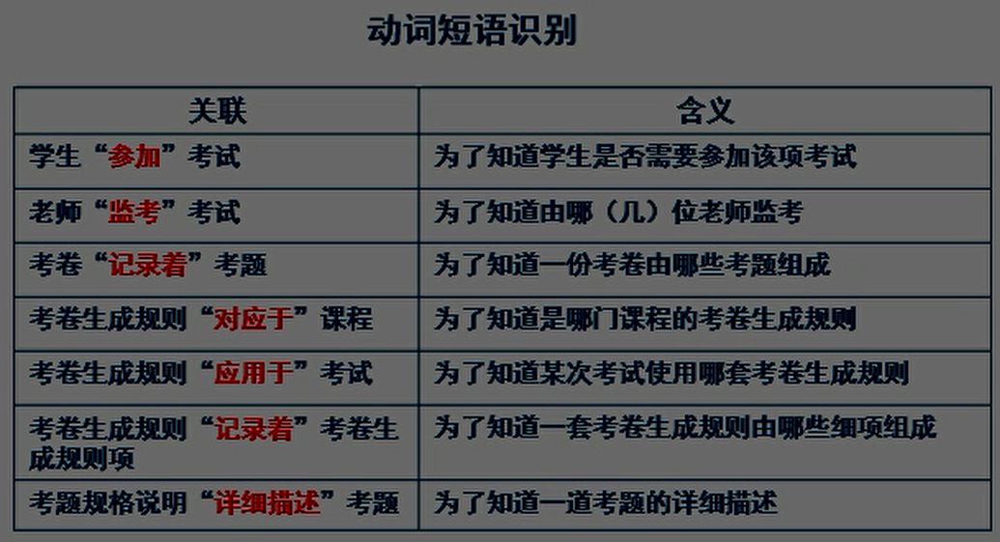 动词短语识别
关联 含义
学生“参加”考试 为了知道学生是否需要参加该项考试
老师“监考”考试 为了知道由哪（几）位老师监考
考卷“记录着”考题 为了知道一份考卷由哪些考题组成
考卷生成规则“对应于”课程 为了知道是哪门课程的考卷生成规则
考卷生成规则“应用于”考试 为了知道某次考试使用哪套考卷生成规则
考卷生成规则“记录着”考卷生 为了知道一套考卷生成规则由哪些细项组成
成规则项
考题规格说明“详细描述”考题 为了知道一道考题的详细描述